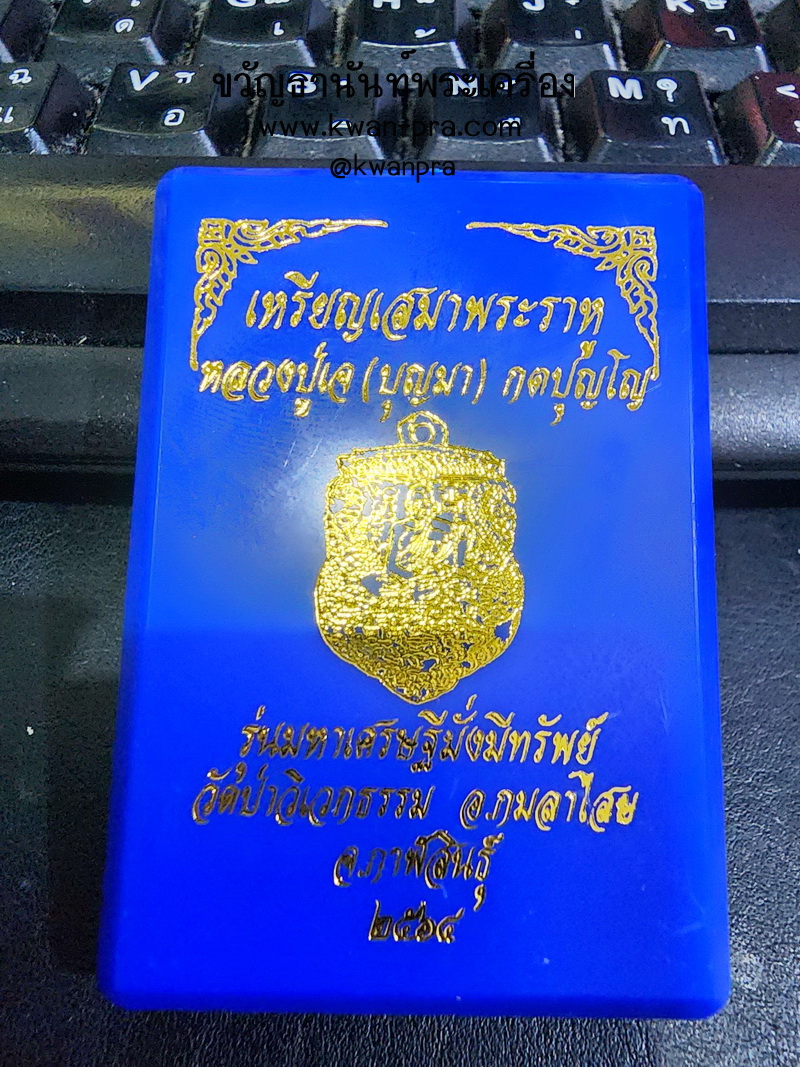 ขวัญธานันท์พระเครื่อง
www.kwan-pra.com
@kwanpra
V
อ
B
M
ท
เหรียญเสมาพระราหู
หลวงปู่เจ (บุญมา) กตปุญโญ
รุ่นมหาเศรษฐีมั่งมีทรัพย์
วัดป่าวิเวกธรรม อ.กมลาไสย
จ.กาฬสินธุ์
๒๕๖๔